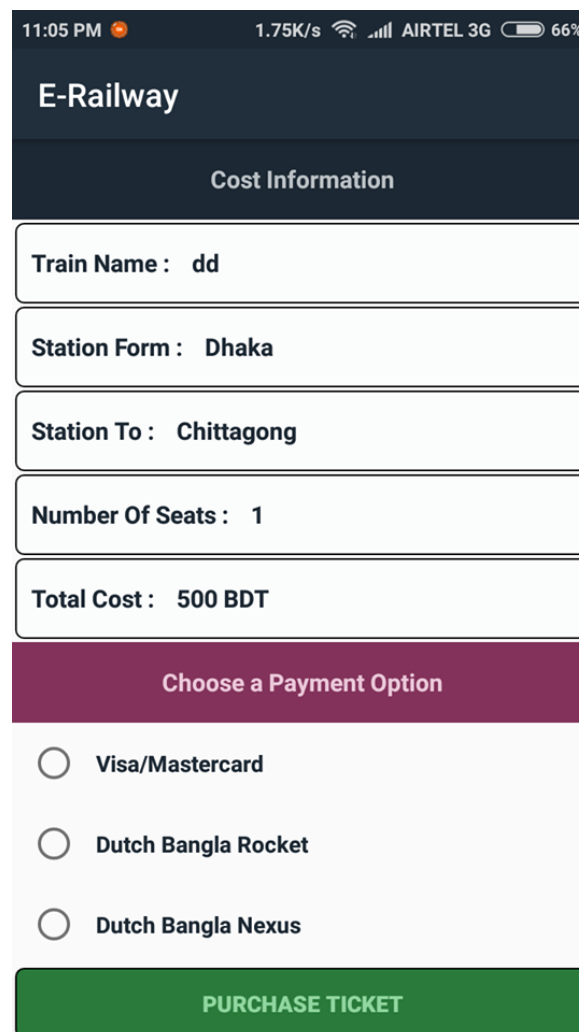 11:05 PM 1.75K/s AIRTEL 3G 66%
E-Railway
Cost Information
Train Name : dd
Station Form : Dhaka
Station To : Chittagong
Number Of Seats : 1
Total Cost : 500 BDT
Choose a Payment Option
Visa/Mastercard
Dutch Bangla Rocket
Dutch Bangla Nexus
PURCHASE TICKET